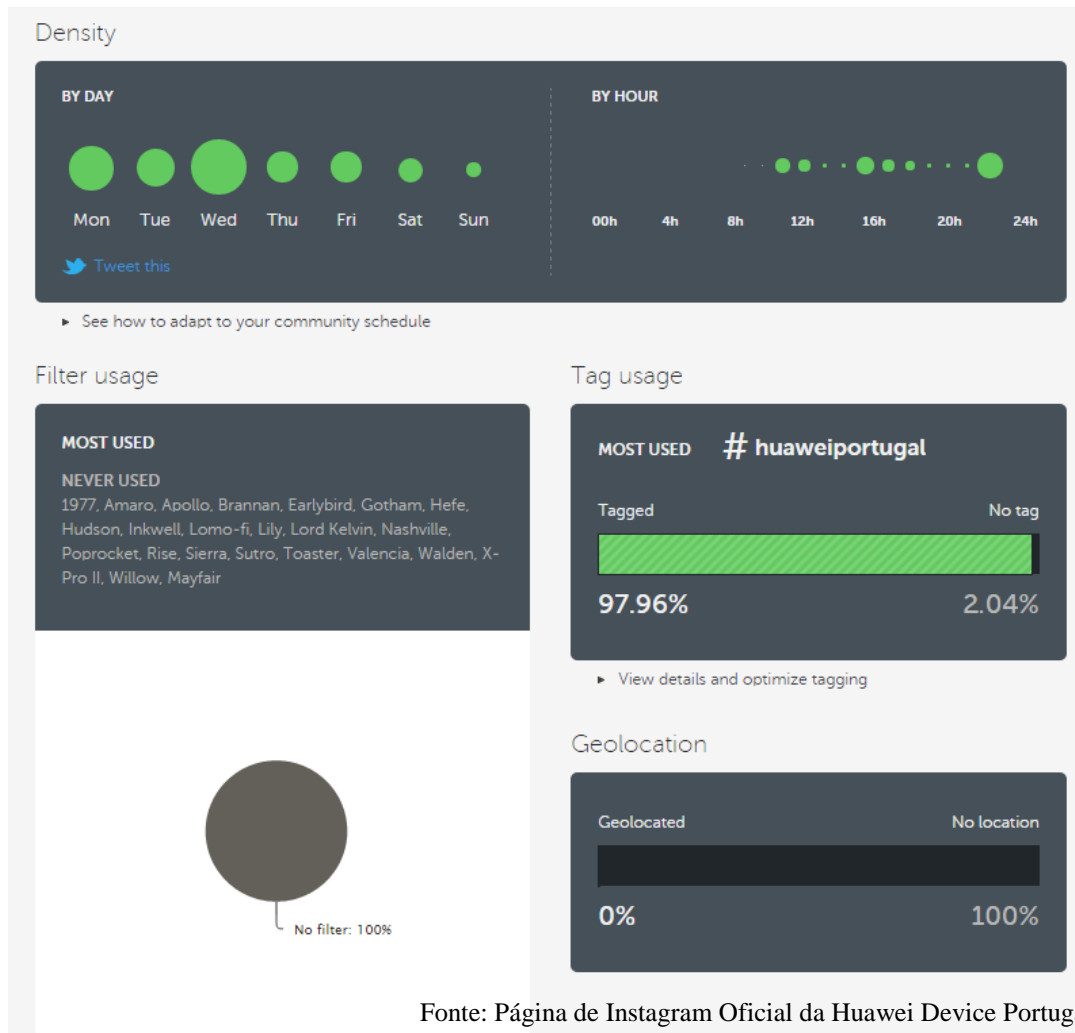 Density
BY DAY
Mon Tue Wed Thu Fri Sat Sun
Tweet this
BY HOUR
00h 4h 8h 12h 16h 20h 24h
See how to adapt to your community schedule
Filter usage
MOST USED
NEVER USED
1977, Amaro, Apollo, Brannan, Earlybird, Gotham, Hefe,
Hudson, Inkwell, Lomo-fi, Lily, Lord Kelvin, Nashville,
Poprocket, Rise, Sierra, Sutro, Toaster, Valencia, Walden, X-
Pro II, Willow, Mayfair
No filter: 100%
Tag usage
MOST USED # huaweiportugal
Tagged No tag
97.96% 2.04%
View details and optimize tagging
Geolocation
Geolocated No location
0% 100%
Fonte: Página de Instagram Oficial da Huawei Device Portug